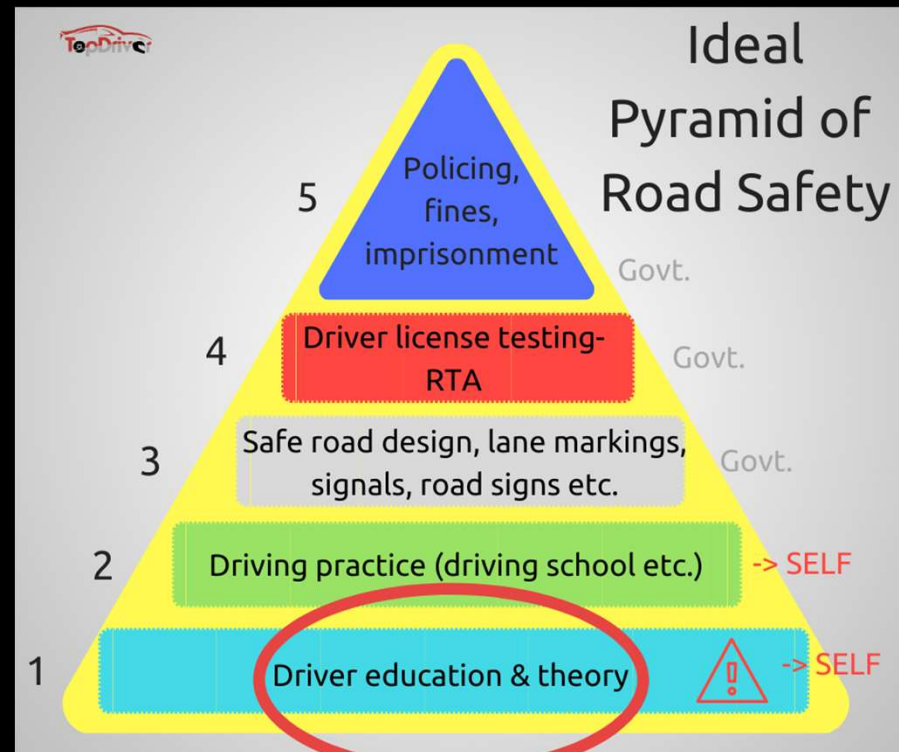 TopDriver
Ideal
Pyramid of
Road Safety
5
Policing,
fines,
imprisonment
Govt.
4
Driver license testing-
RTA
Govt.
3
Safe road design, lane markings,
signals, road signs etc.
Govt.
2
Driving practice (driving school etc.)
-> SELF
1
Driver education & theory
!
-> SELF